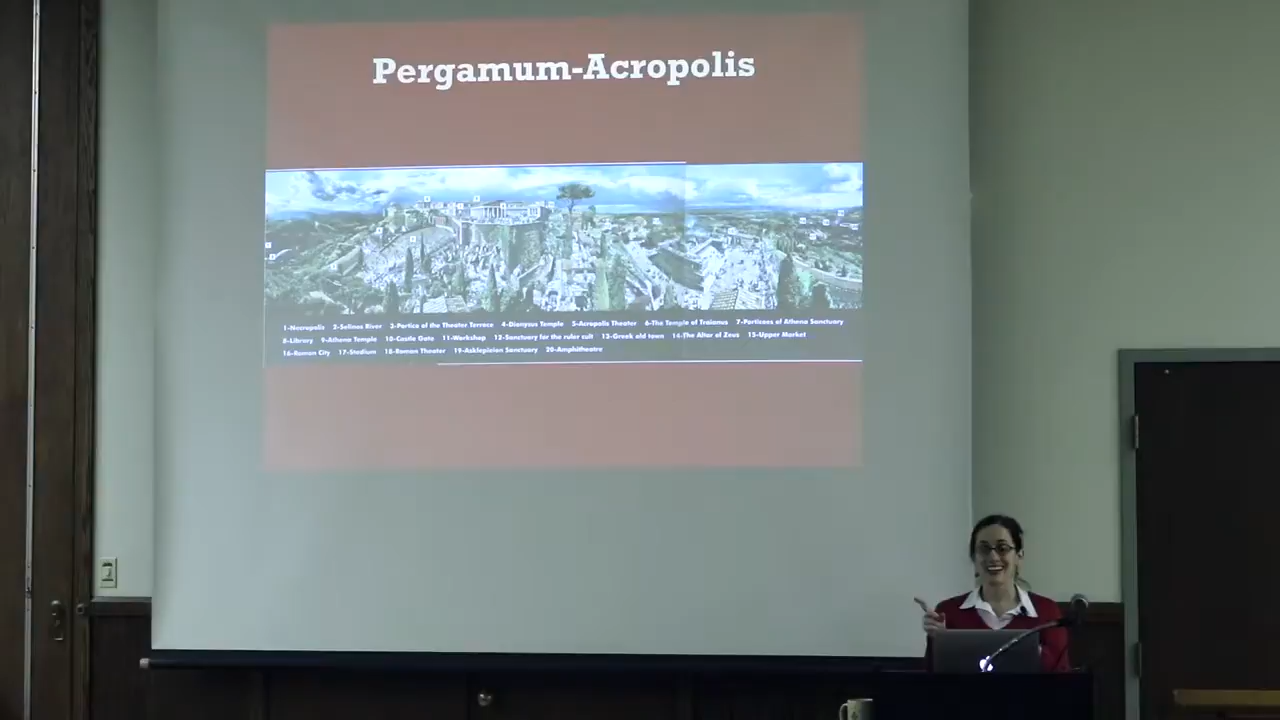 Pergamum-Acropolis
1-Necropolis 2-Selinos River 3-Portico of the Theater Terrace 4-Dionysus Temple 5-Acropolis Theater 6-The Temple of Traianus 7-Porticoes of Athena Sanctuary
8-Library 9-Athena Temple 10-Castle Gate 11-Workshop 12-Sanctuary for the ruler cult 13-Greek old town 14-The Altar of Zeus 15-Upper Market
16-Roman City 17-Stadium 18-Roman Theater 19-Asklepieion Sanctuary 20-Amphitheatre